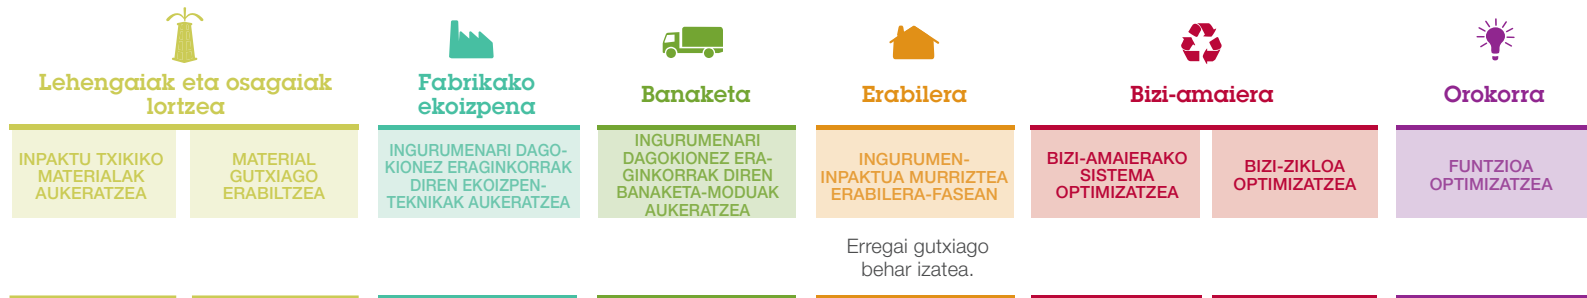 Lehengaiak eta osagaiak
lortzea
Fabrikako
ekoizpena
Banaketa
Erabilera
Bizi-amaiera
Orokorra
INPAKTU TXIKIKO
MATERIALAK
AUKERATZEA
MATERIAL
GUTXIAGO
ERABILTZEA
INGURUMENARI DAGO-
KIONEZ ERAGINKORRAK
DIREN EKOIZPEN-
TEKNIKAK AUKERATZEA
INGURUMENARI
DAGOKIONEZ ERA-
GINKORRAK DIREN
BANAKETA-MODUAK
AUKERATZEA
INGURUMEN-
INPAKTUA MURRIZTEA
ERABILERA-FASEAN
BIZI-AMAIERAKO
SISTEMA
OPTIMIZATZEA
BIZI-ZIKLOA
OPTIMIZATZEA
FUNTZIOA
OPTIMIZATZEA
Erregai gutxiago
behar izatea.